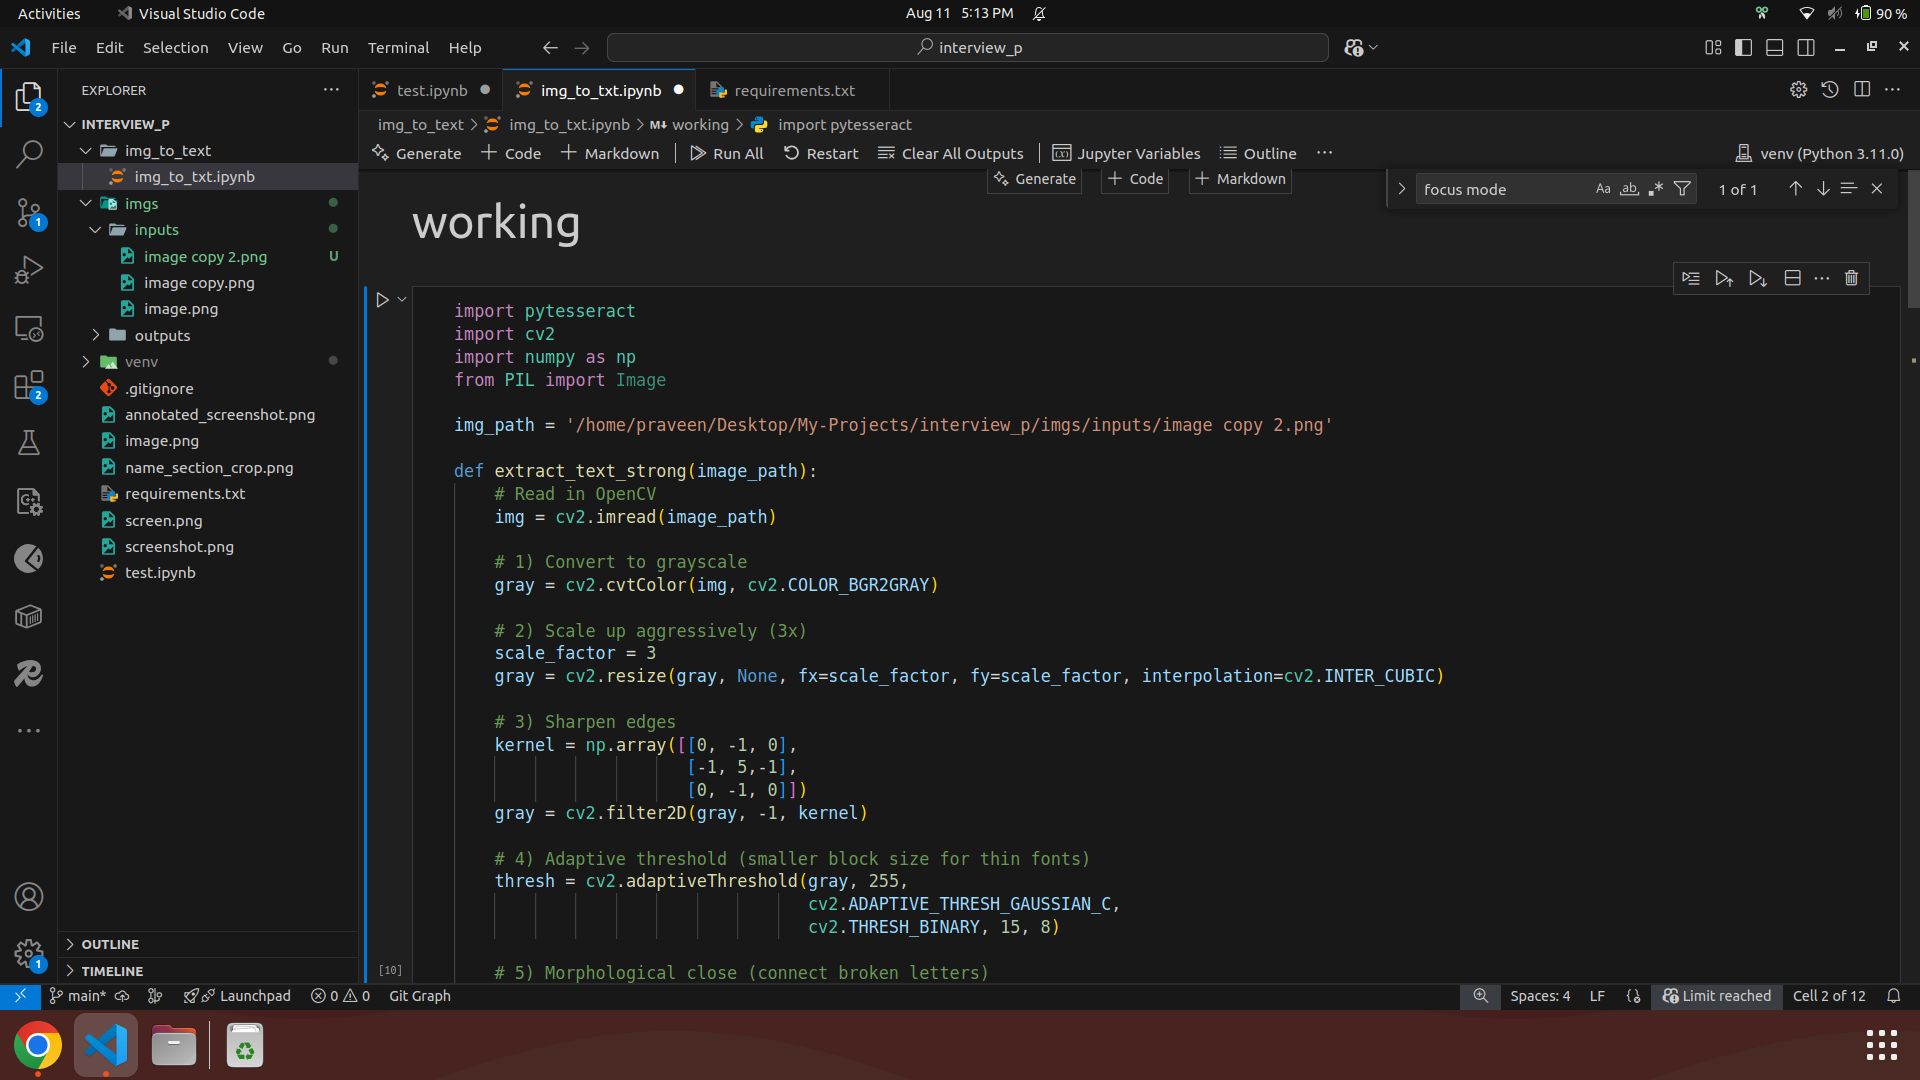 Activities Visual Studio Code Aug 11 5:13 PM 90 %
File Edit Selection View Go Run Terminal Help interview_p
EXPLORER
INTERVIEW_P
img_to_text
img_to_txt.ipynb
imgs
inputs
image copy 2.png U
image copy.png
image.png
outputs
venv
.gitignore
annotated_screenshot.png
image.png
name_section_crop.png
requirements.txt
screen.png
screenshot.png
test.ipynb
OUTLINE
TIMELINE
2
1
2
1
test.ipynb img_to_txt.ipynb requirements.txt
img_to_text > img_to_txt.ipynb > M↓ working > import pytesseract
Generate + Code + Markdown Run All Restart Clear All Outputs Jupyter Variables Outline ... venv (Python 3.11.0)
Generate + Code + Markdown
focus mode Aa ab .* 1 of 1
working
import pytesseract
import cv2
import numpy as np
from PIL import Image
img_path = '/home/praveen/Desktop/My-Projects/interview_p/imgs/inputs/image copy 2.png'
def extract_text_strong(image_path):
# Read in OpenCV
img = cv2.imread(image_path)
# 1) Convert to grayscale
gray = cv2.cvtColor(img, cv2.COLOR_BGR2GRAY)
# 2) Scale up aggressively (3x)
scale_factor = 3
gray = cv2.resize(gray, None, fx=scale_factor, fy=scale_factor, interpolation=cv2.INTER_CUBIC)
# 3) Sharpen edges
kernel = np.array([[0, -1, 0],
[-1, 5,-1],
[0, -1, 0]])
gray = cv2.filter2D(gray, -1, kernel)
# 4) Adaptive threshold (smaller block size for thin fonts)
thresh = cv2.adaptiveThreshold(gray, 255,
cv2.ADAPTIVE_THRESH_GAUSSIAN_C,
cv2.THRESH_BINARY, 15, 8)
[10]
# 5) Morphological close (connect broken letters)
main* Launchpad 0 0 Git Graph Spaces: 4 LF Limit reached Cell 2 of 12